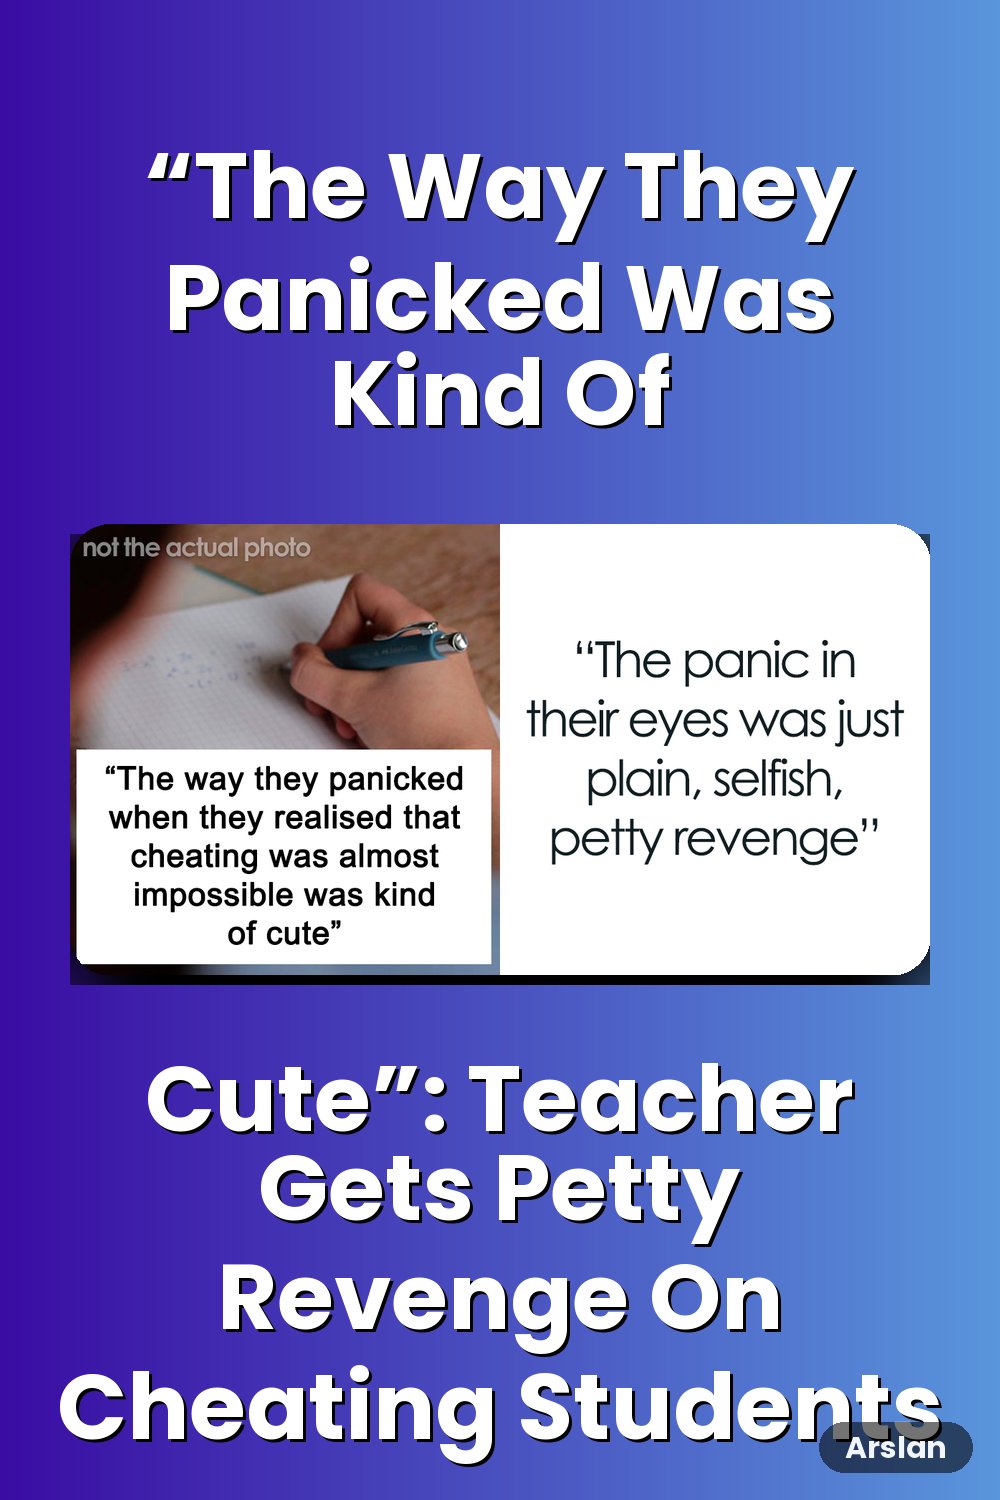 “The Way They
Panicked Was
Kind Of
not the actual photo
“The way they panicked
when they realised that
cheating was almost
impossible was kind
of cute”
“The panic in
their eyes was just
plain, selfish,
petty revenge”
Cute”: Teacher
Gets Petty
Revenge On
Cheating Students
Arslan